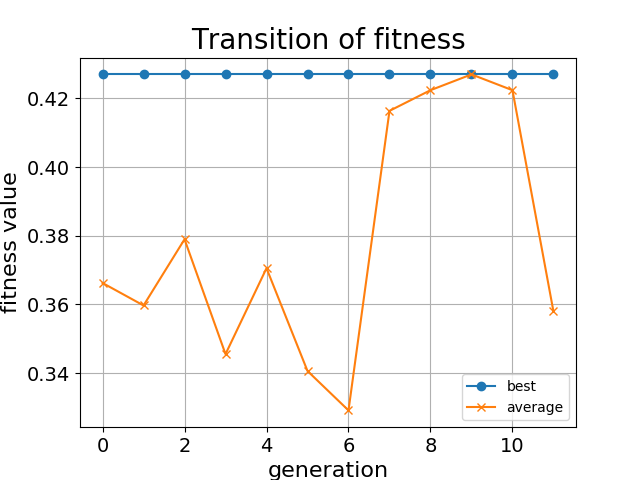 Transition of fitness
fitness value
0.42
0.40
0.38
0.36
0.34
0 2 4 6 8 10
generation
best
average